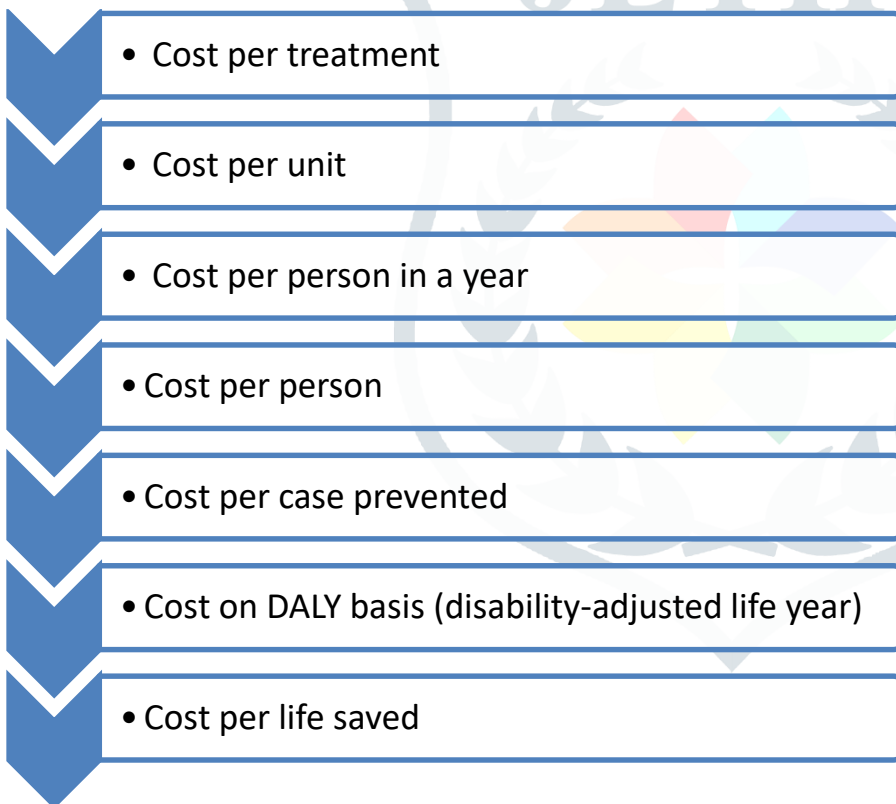 • Cost per treatment
• Cost per unit
• Cost per person in a year
• Cost per person
• Cost per case prevented
• Cost on DALY basis (disability-adjusted life year)
• Cost per life saved